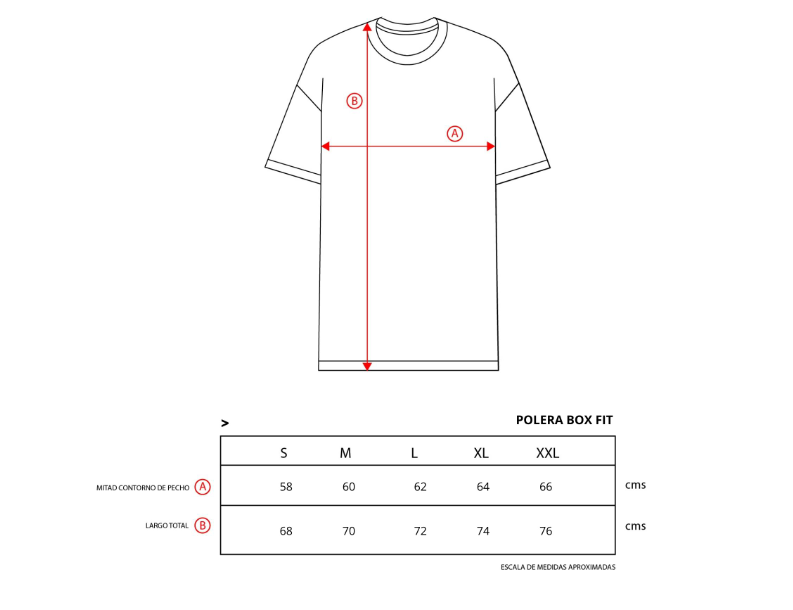 B
A
>
POLERA BOX FIT
S M L XL XXL
MITAD CONTORNO DE PECHO A 58 60 62 64 66 cms
LARGO TOTAL B 68 70 72 74 76 cms
ESCALA DE MEDIDAS APROXIMADAS